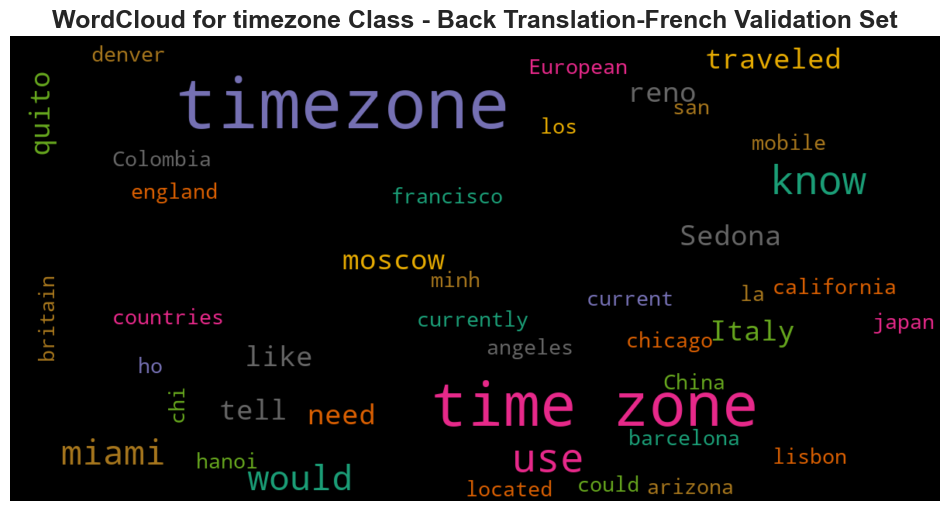 WordCloud for timezone Class - Back Translation-French Validation Set
denver
European
traveled
quito
timezone
reno
san
los
mobile
Colombia
know
england
francisco
Sedona
moscow
minh
britain
current
la
california
countries
currently
Italy
japan
angeles
chicago
like
ho
China
chi
tell
need
time zone
barcelona
miami
hanoi
use
lisbon
would
located
could
arizona